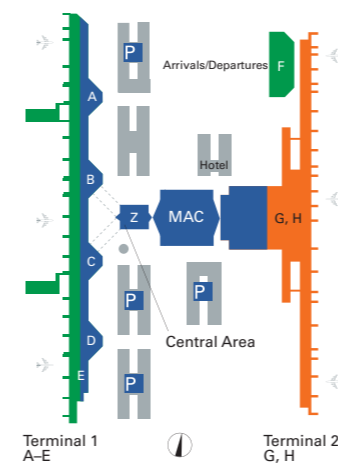 P
Arrivals/Departures F
A
Hotel
B
Z MAC G, H
C
P P
Central Area
D
E P
Terminal 1 Terminal 2
A–E G, H